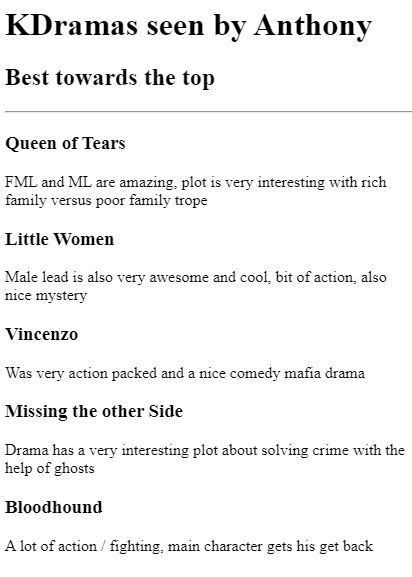 KDramas seen by Anthony
Best towards the top
Queen of Tears
FML and ML are amazing, plot is very interesting with rich
family versus poor family trope
Little Women
Male lead is also very awesome and cool, bit of action, also
nice mystery
Vincenzo
Was very action packed and a nice comedy mafia drama
Missing the other Side
Drama has a very interesting plot about solving crime with the
help of ghosts
Bloodhound
A lot of action / fighting, main character gets his get back